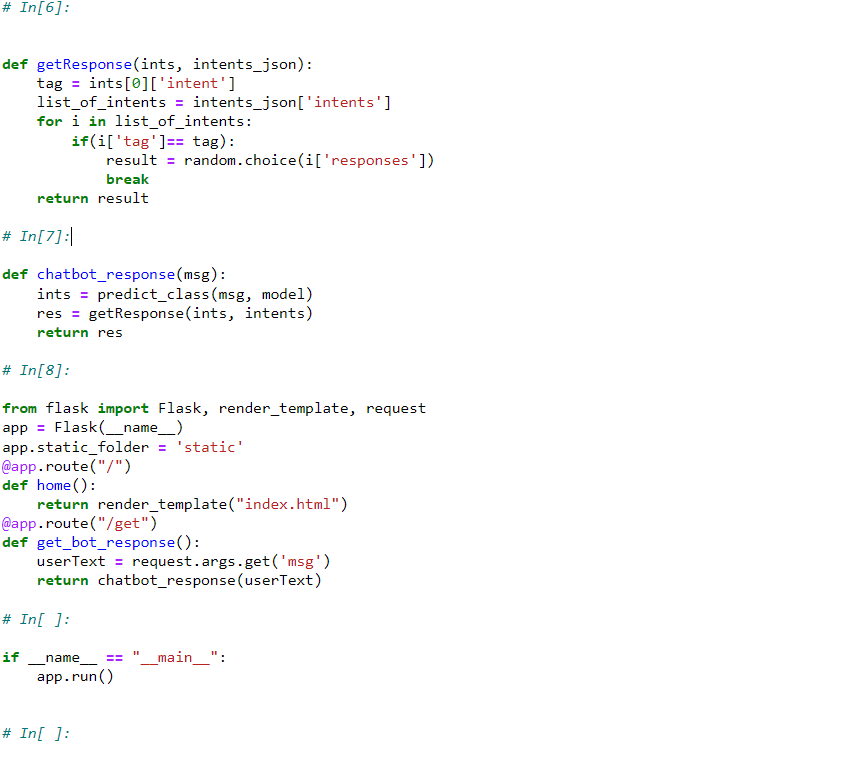 # In[6]:
def getResponse(ints, intents_json):
    tag = ints[0]['intent']
    list_of_intents = intents_json['intents']
    for i in list_of_intents:
        if(i['tag']== tag):
            result = random.choice(i['responses'])
            break
    return result
# In[7]:
def chatbot_response(msg):
    ints = predict_class(msg, model)
    res = getResponse(ints, intents)
    return res
# In[8]:
from flask import Flask, render_template, request
app = Flask(__name__)
app.static_folder = 'static'
@app.route("/")
def home():
    return render_template("index.html")
@app.route("/get")
def get_bot_response():
    userText = request.args.get('msg')
    return chatbot_response(userText)
# In[ ]:
if __name__ == "__main__":
    app.run()
# In[ ]: